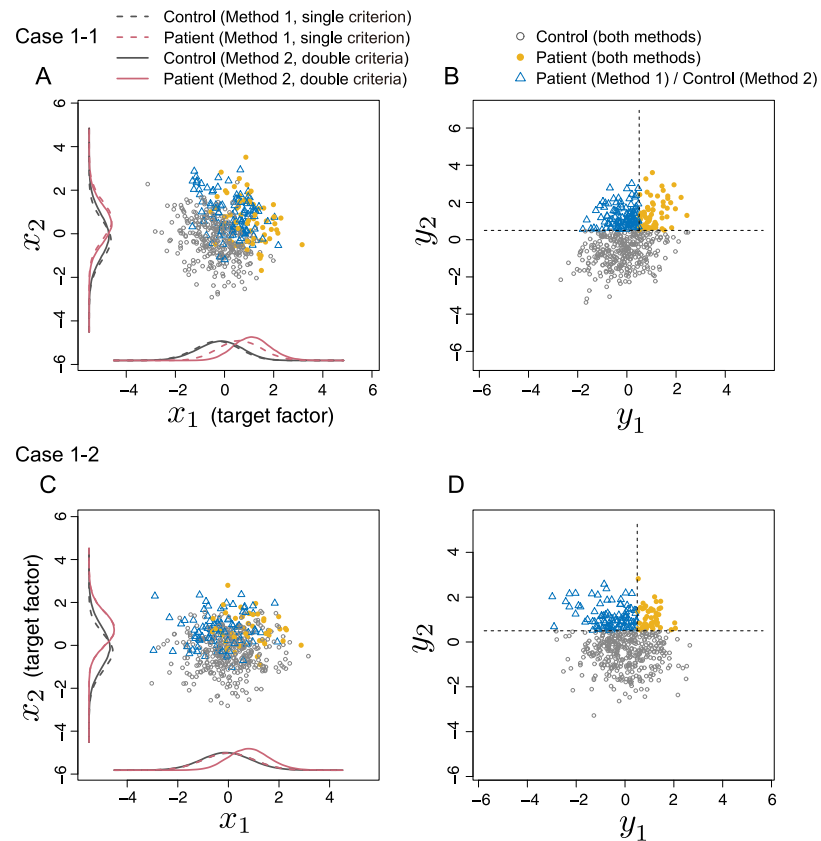 Case 1-1
Control (Method 1, single criterion)
Patient (Method 1, single criterion)
Control (Method 2, double criteria)
Patient (Method 2, double criteria)
Control (both methods)
Patient (both methods)
Patient (Method 1) / Control (Method 2)
A
6
4
2
0
−2
−4
−6
x2
−4
−2
0
2
4
6
x1 (target factor)
B
6
4
2
0
−2
−4
−6
y2
−6
−4
−2
0
2
4
y1
Case 1-2
C
6
4
2
0
−2
−4
−6
x2 (target factor)
−4
−2
0
2
4
6
x1
D
4
2
0
−2
−4
−6
y2
−6
−4
−2
0
2
4
6
y1